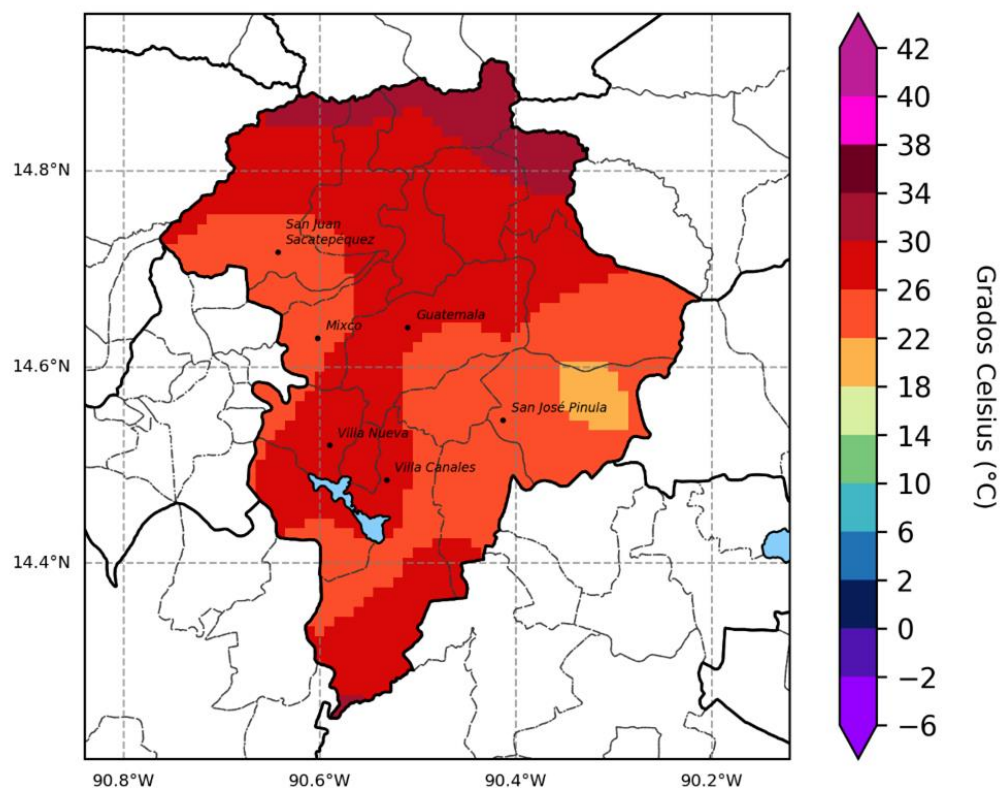 San Juan
Sacatepéquez
Mixco
Guatemala
San José Pinula
Villa Nueva
Villa Canales
14.8°N
14.6°N
14.4°N
90.8°W
90.6°W
90.4°W
90.2°W
42
40
38
34
30
26
22
18
14
10
6
2
0
−2
−6
Grados Celsius (°C)